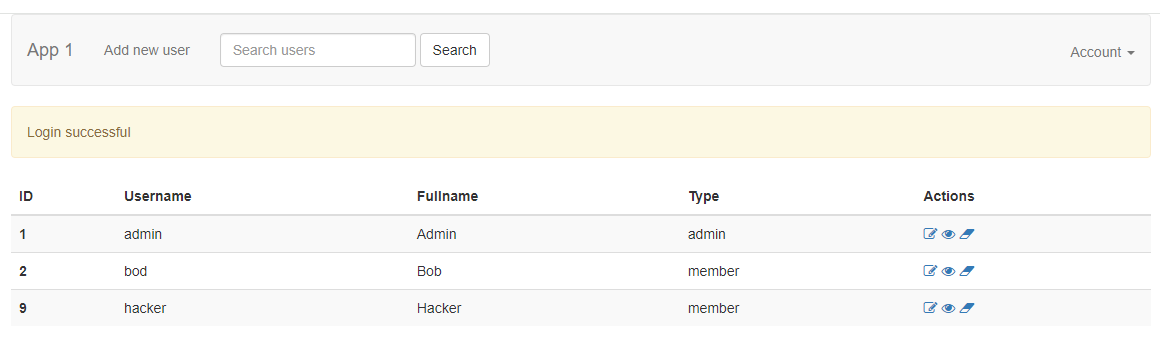 App 1 Add new user Search users Search Account
Login successful
ID Username Fullname Type Actions
1 admin Admin admin
2 bod Bob member
9 hacker Hacker member